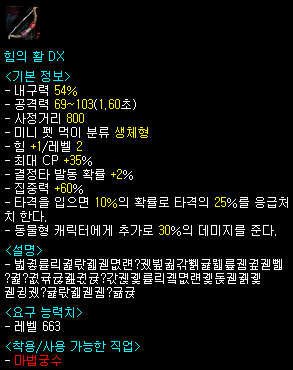 힘의 활 DX
<기본 정보>
- 내구력 54%
- 공격력 69~103(1,60초)
- 사정거리 800
- 미니 펫 먹이 분류 생체형
- 힘 +1/레벨 2
- 최대 CP +35%
- 결정타 발동 확률 +2%
- 집중력 +60%
- 타격을 입으면 10%의 확률로 타격의 25%를 응급처
치 한다.
- 동물형 캐릭터에게 추가로 30%의 데미지를 준다.
<설명>
<요구 능력치>
- 레벨 663
<착용/사용 가능한 직업>
- 마법궁수